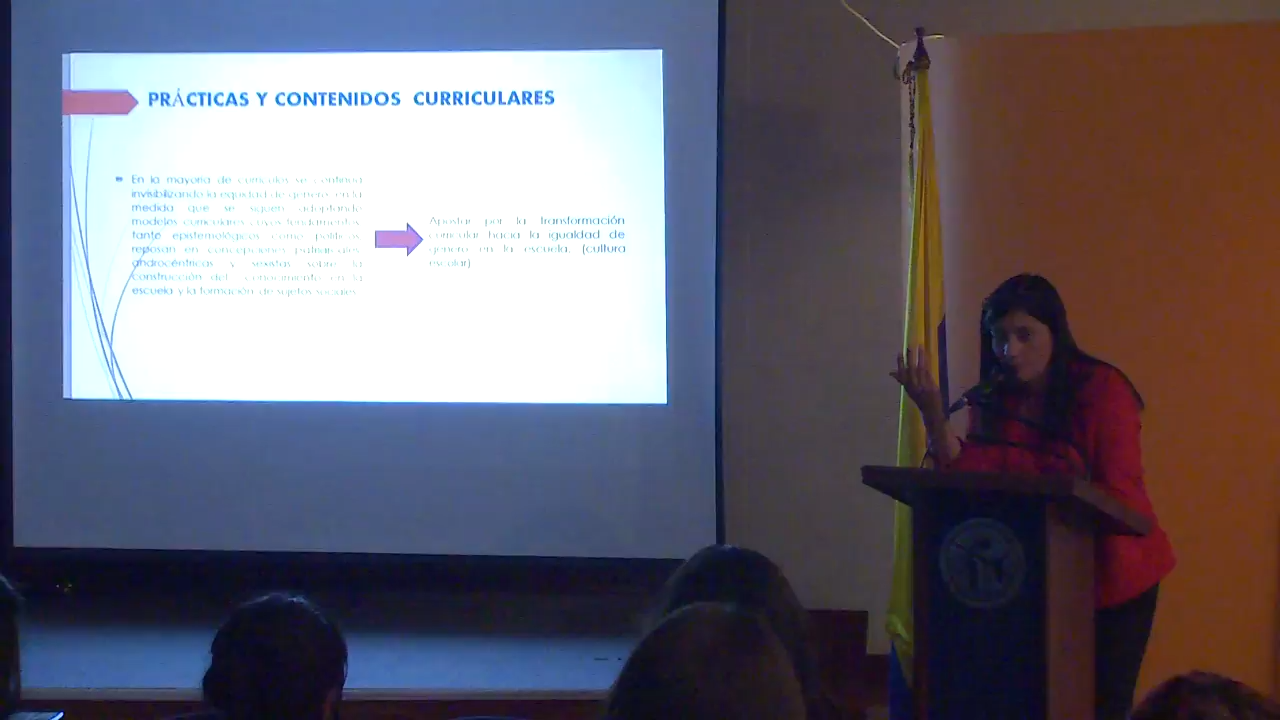 PRÁCTICAS Y CONTENIDOS CURRICULARES
En la mayoría de currículos se continua
invisibilizando la equidad de género, en la
medida que se siguen adoptando
modelos curriculares cuyos fundamentos
tanto epistemológicos como políticos
reposan en concepciones patriarcales,
androcéntricas y sexistas sobre la
construcción del conocimiento en la
escuela y la formación de sujetos sociales.
Apostar por la transformación
curricular hacia la igualdad de
género en la escuela. (cultura
escolar)